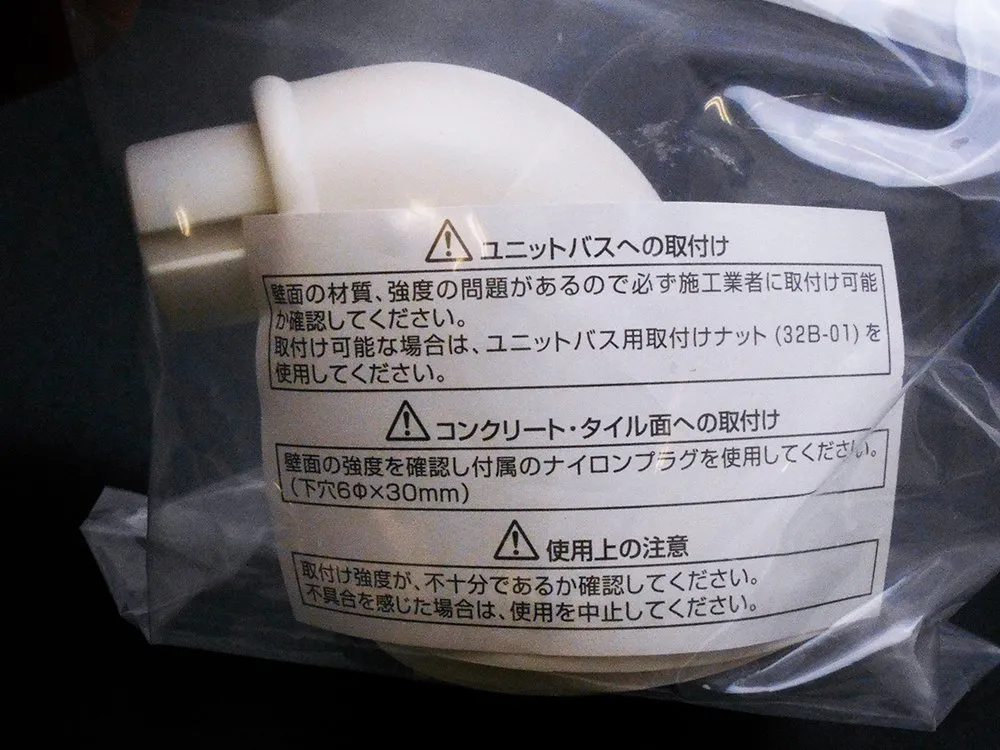 ユニットバスへの取付け
壁面の材質、強度の問題があるので必ず施工業者に取付け可能
か確認してください。
取付け可能な場合は、ユニットバス用取付けナット(32B-01)を
使用してください。
コンクリート・タイル面への取付け
壁面の強度を確認し付属のナイロンプラグを使用してください。
(下穴6Φ×30mm)
使用上の注意
取付け強度が、不十分であるか確認してください。
不具合を感じた場合は、使用を中止してください。